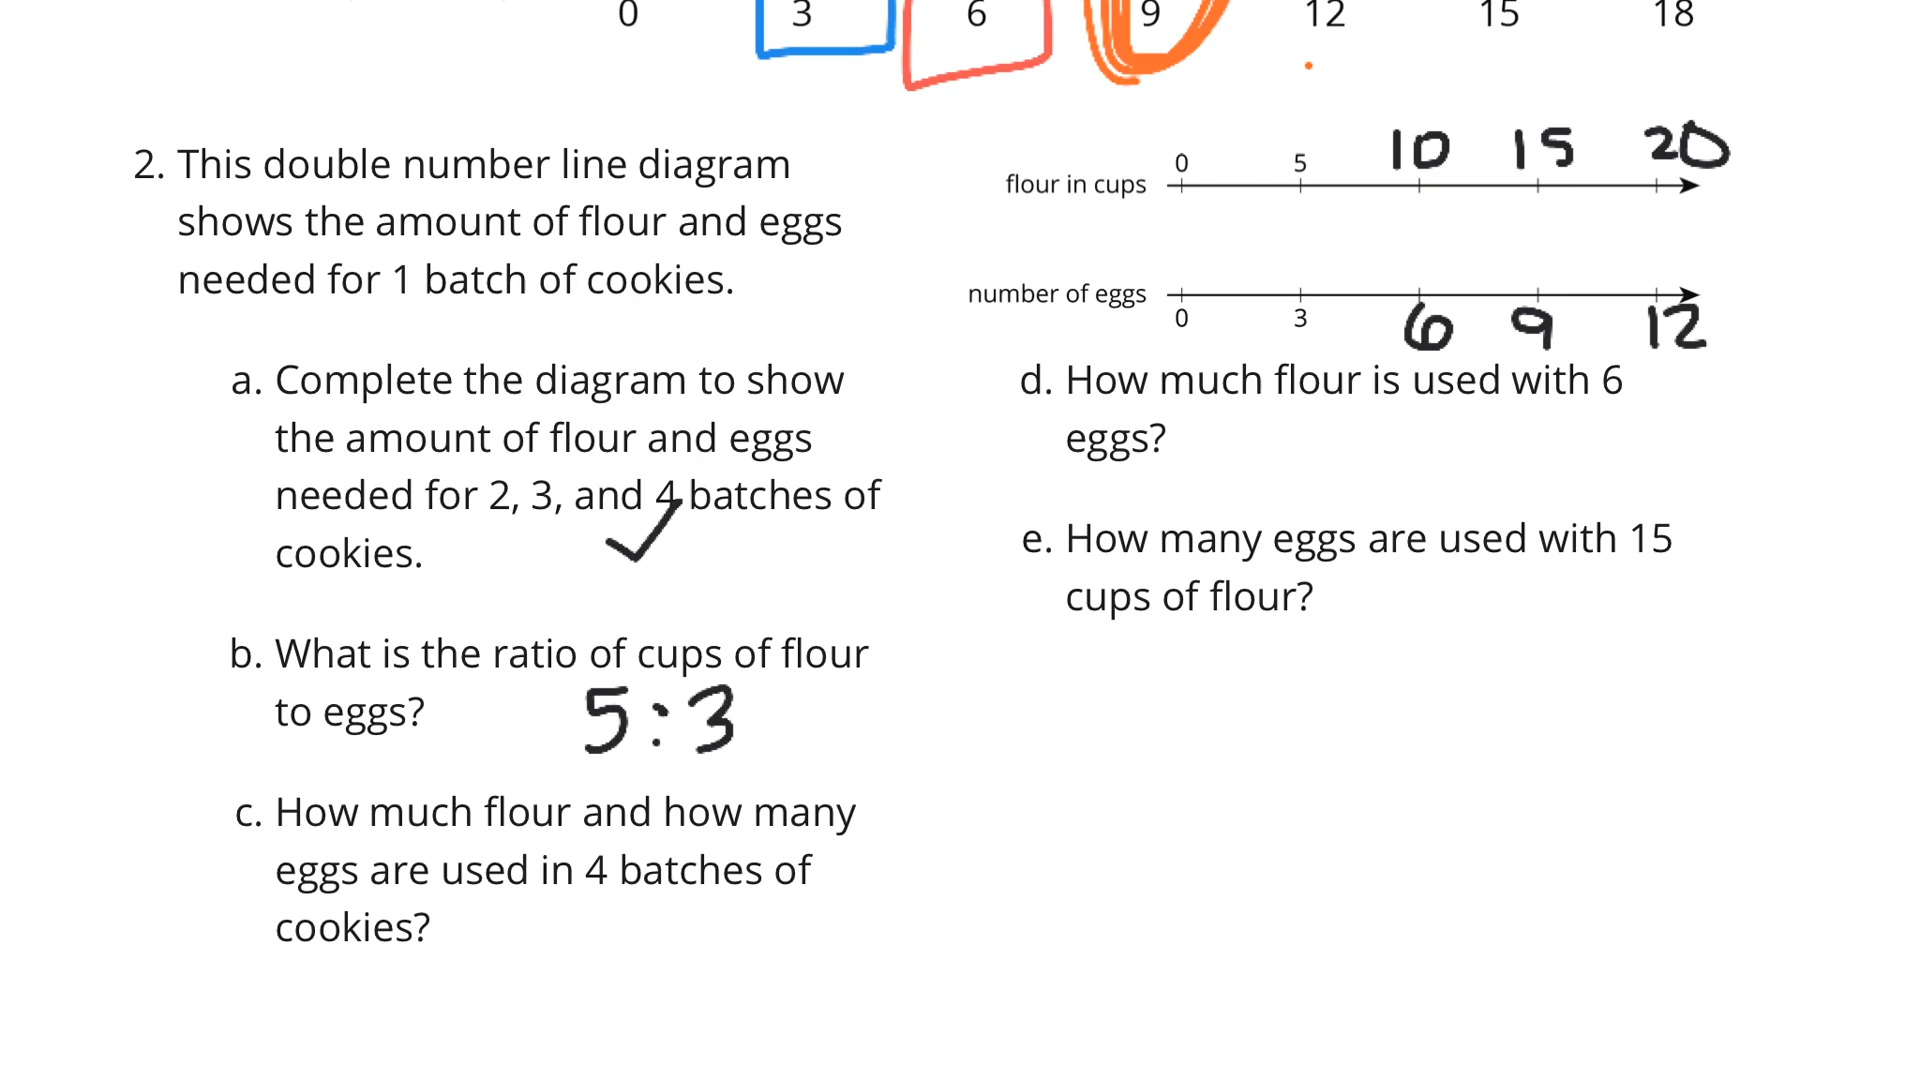 0 3 6 9 12 15 18
2. This double number line diagram
shows the amount of flour and eggs
needed for 1 batch of cookies.
0 5 10 15 20
flour in cups
number of eggs
0 3 6 9 12
a. Complete the diagram to show
the amount of flour and eggs
needed for 2, 3, and 4 batches of
cookies.
b. What is the ratio of cups of flour
to eggs? 5:3
c. How much flour and how many
eggs are used in 4 batches of
cookies?
d. How much flour is used with 6
eggs?
e. How many eggs are used with 15
cups of flour?